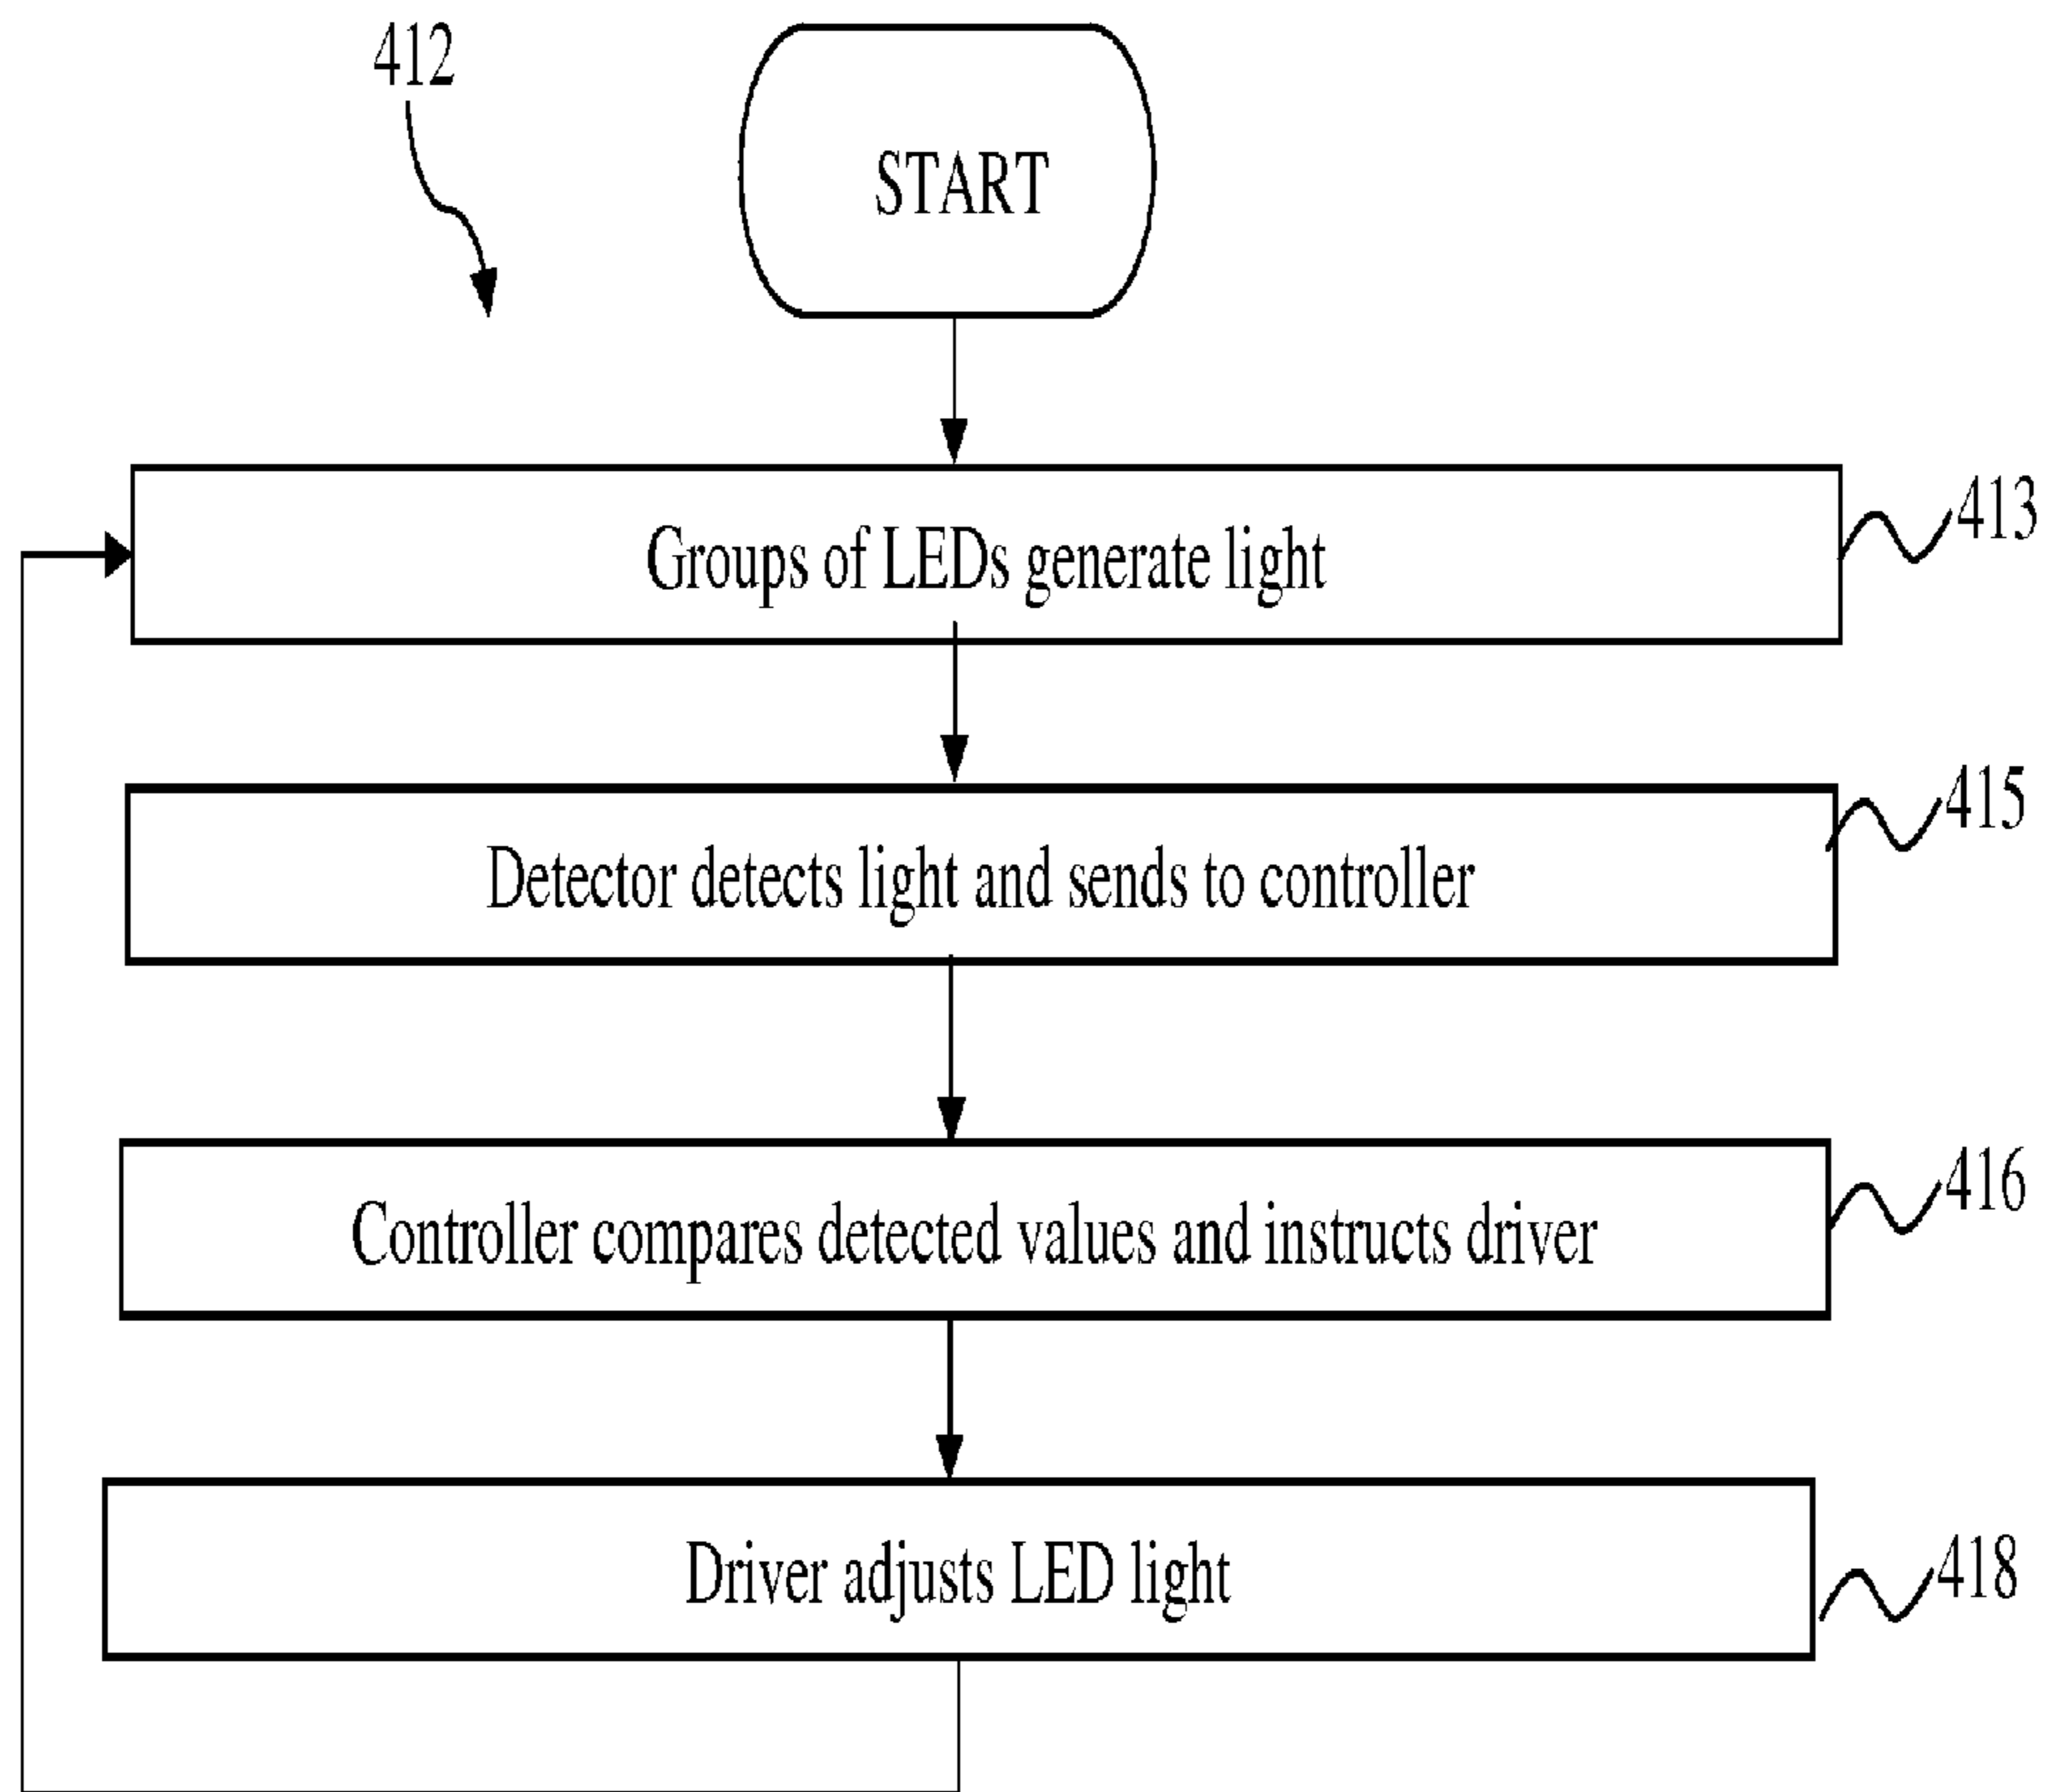 412
START
Groups of LEDs generate light
413
Detector detects light and sends to controller
415
Controller compares detected values and instructs driver
416
Driver adjusts LED light
418